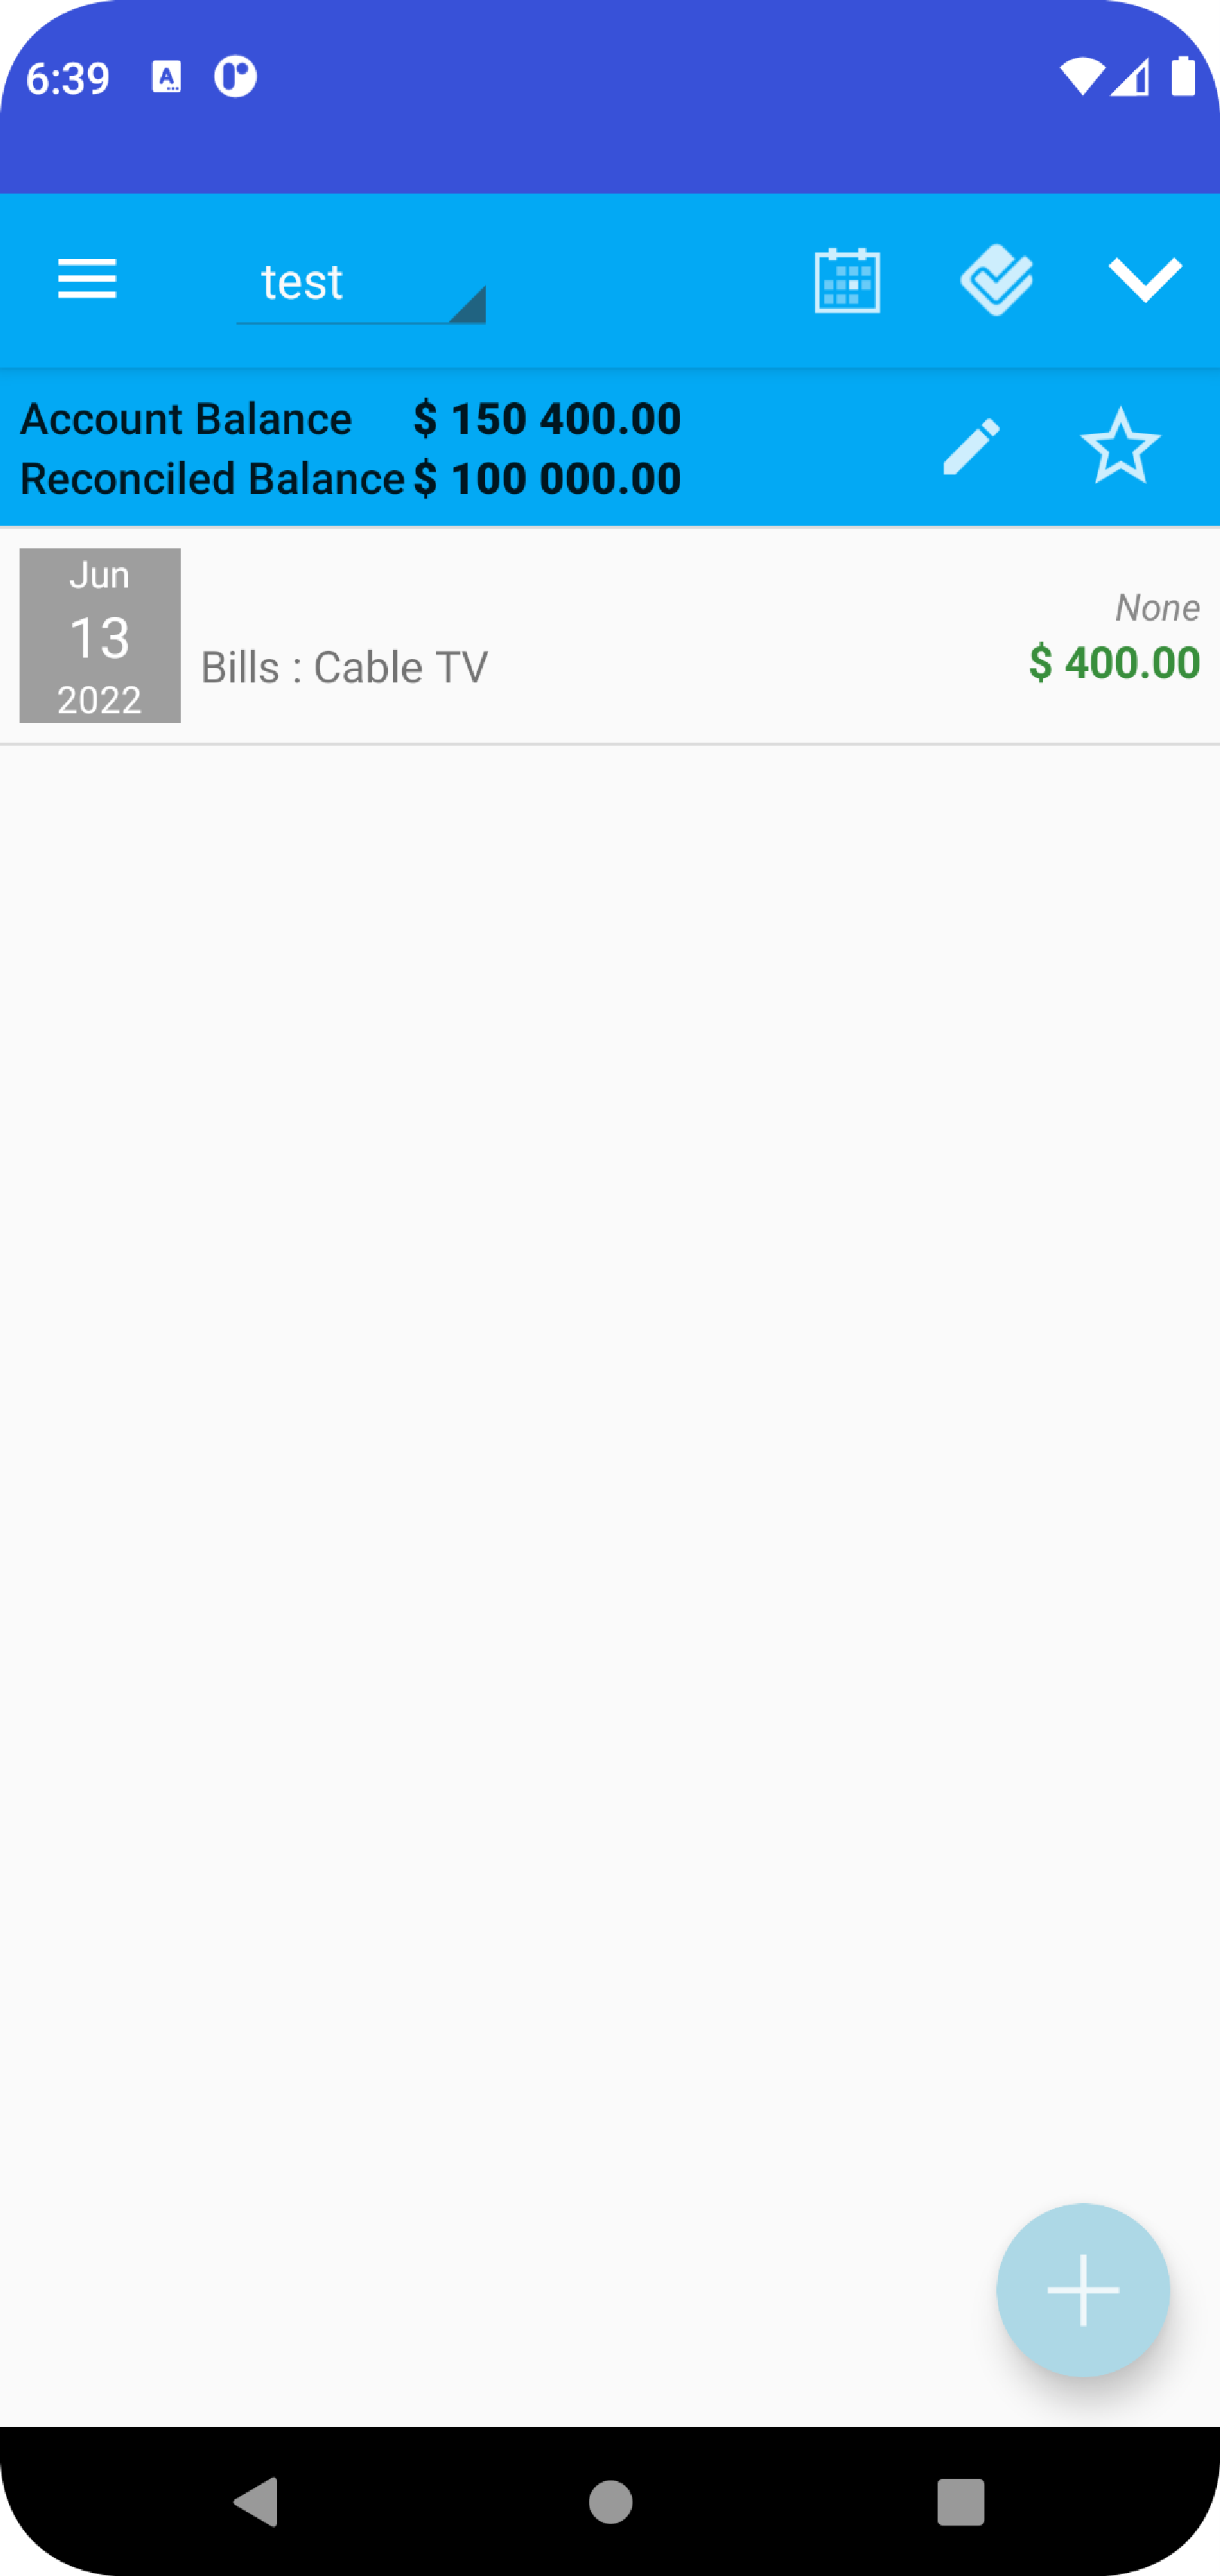 6:39
test
Account Balance $ 150 400.00
Reconciled Balance $ 100 000.00
Jun
13
2022
Bills : Cable TV
None
$ 400.00